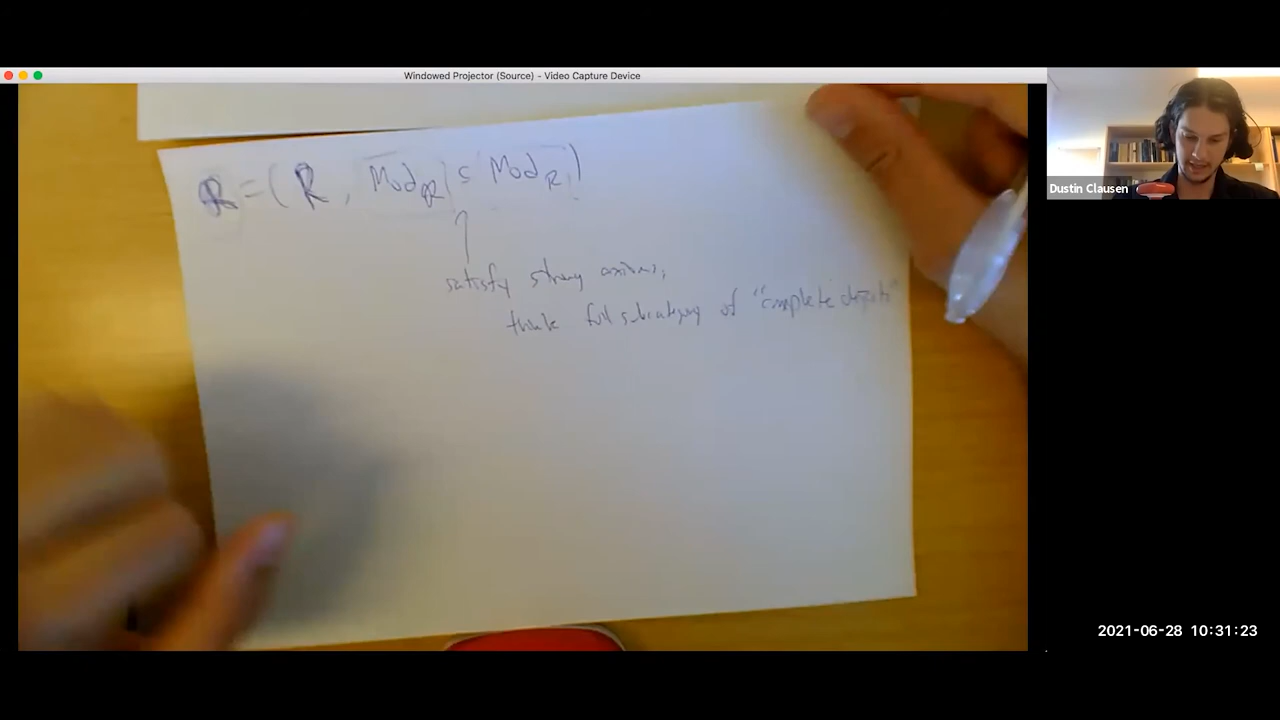 Windowed Projector (Source) - Video Capture Device
ℛ = ( R , Mod_ℛ ⊆ Mod_R )
satisfy strong axioms,
think full subcategory of "complete objects"
Dustin Clausen
2021-06-28 10:31:23